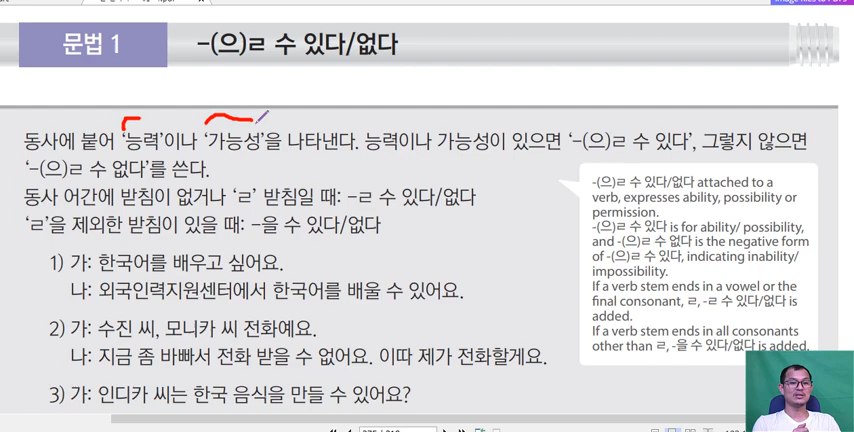 문법 1
-(으)ㄹ 수 있다/없다
동사에 붙어 ‘능력’이나 ‘가능성’을 나타낸다. 능력이나 가능성이 있으면 ‘-(으)ㄹ 수 있다’, 그렇지 않으면
‘-(으)ㄹ 수 없다’를 쓴다.
동사 어간에 받침이 없거나 ‘ㄹ’ 받침일 때: -ㄹ 수 있다/없다
‘ㄹ’을 제외한 받침이 있을 때: -을 수 있다/없다
1) 가: 한국어를 배우고 싶어요.
나: 외국인력지원센터에서 한국어를 배울 수 있어요.
2) 가: 수진 씨, 모니카 씨 전화예요.
나: 지금 좀 바빠서 전화 받을 수 없어요. 이따 제가 전화할게요.
3) 가: 인디카 씨는 한국 음식을 만들 수 있어요?
-(으)ㄹ 수 있다/없다 attached to a
verb, expresses ability, possibility or
permission.
-(으)ㄹ 수 있다 is for ability/ possibility,
and -(으)ㄹ 수 없다 is the negative form
of -(으)ㄹ 수 있다, indicating inability/
impossibility.
If a verb stem ends in a vowel or the
final consonant, ㄹ, -ㄹ 수 있다/없다 is
added.
If a verb stem ends in all consonants
other than ㄹ, -을 수 있다/없다 is added.